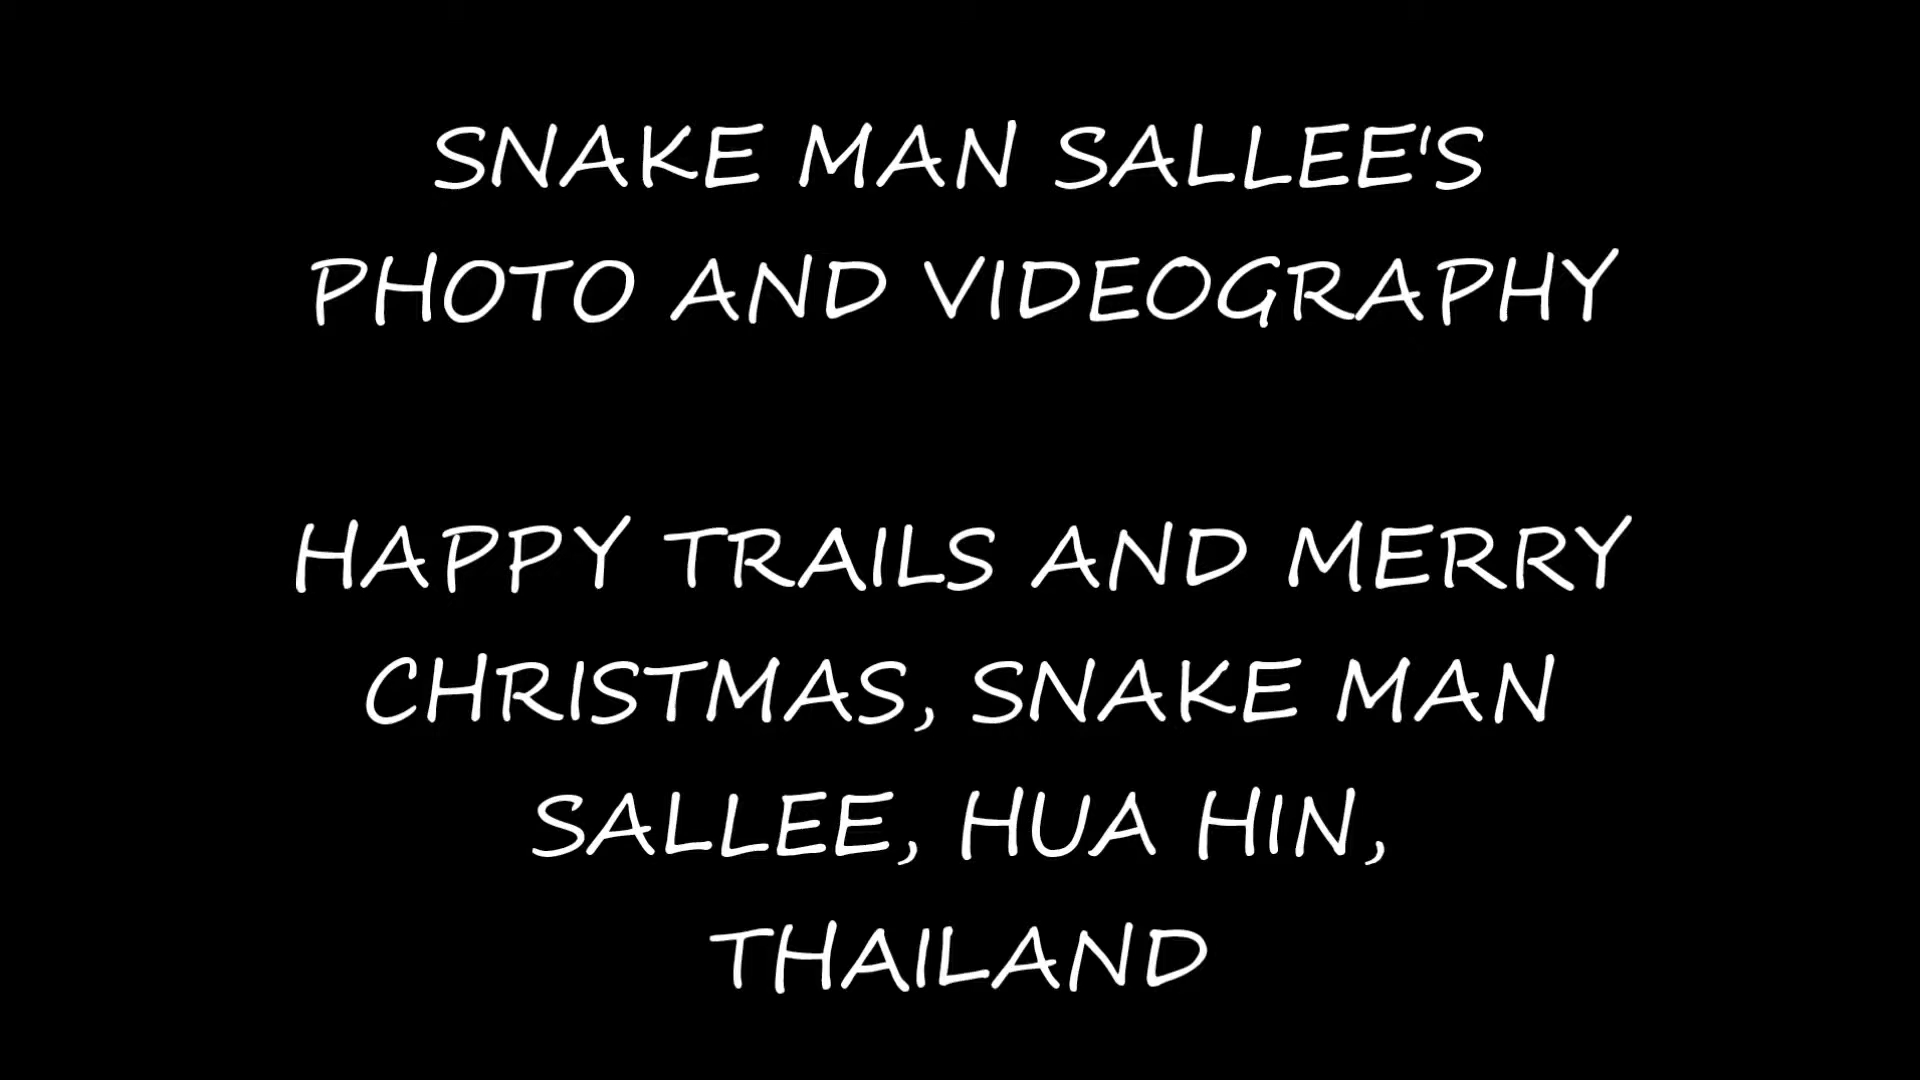 SNAKE MAN SALLEE'S
PHOTO AND VIDEOGRAPHY
HAPPY TRAILS AND MERRY
CHRISTMAS, SNAKE MAN
SALLEE, HUA HIN,
THAILAND